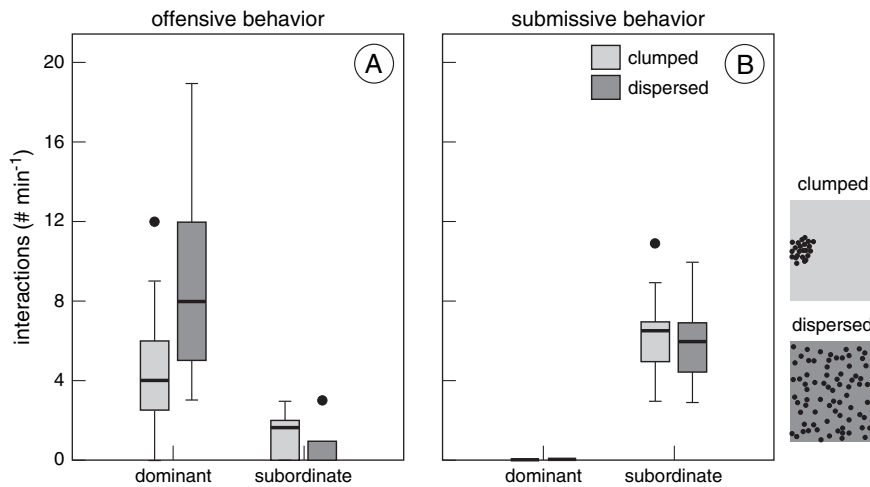 offensive behavior
submissive behavior
A
B
clumped
dispersed
interactions (# min⁻¹)
20
16
12
8
4
0
dominant
subordinate
dominant
subordinate
clumped
dispersed